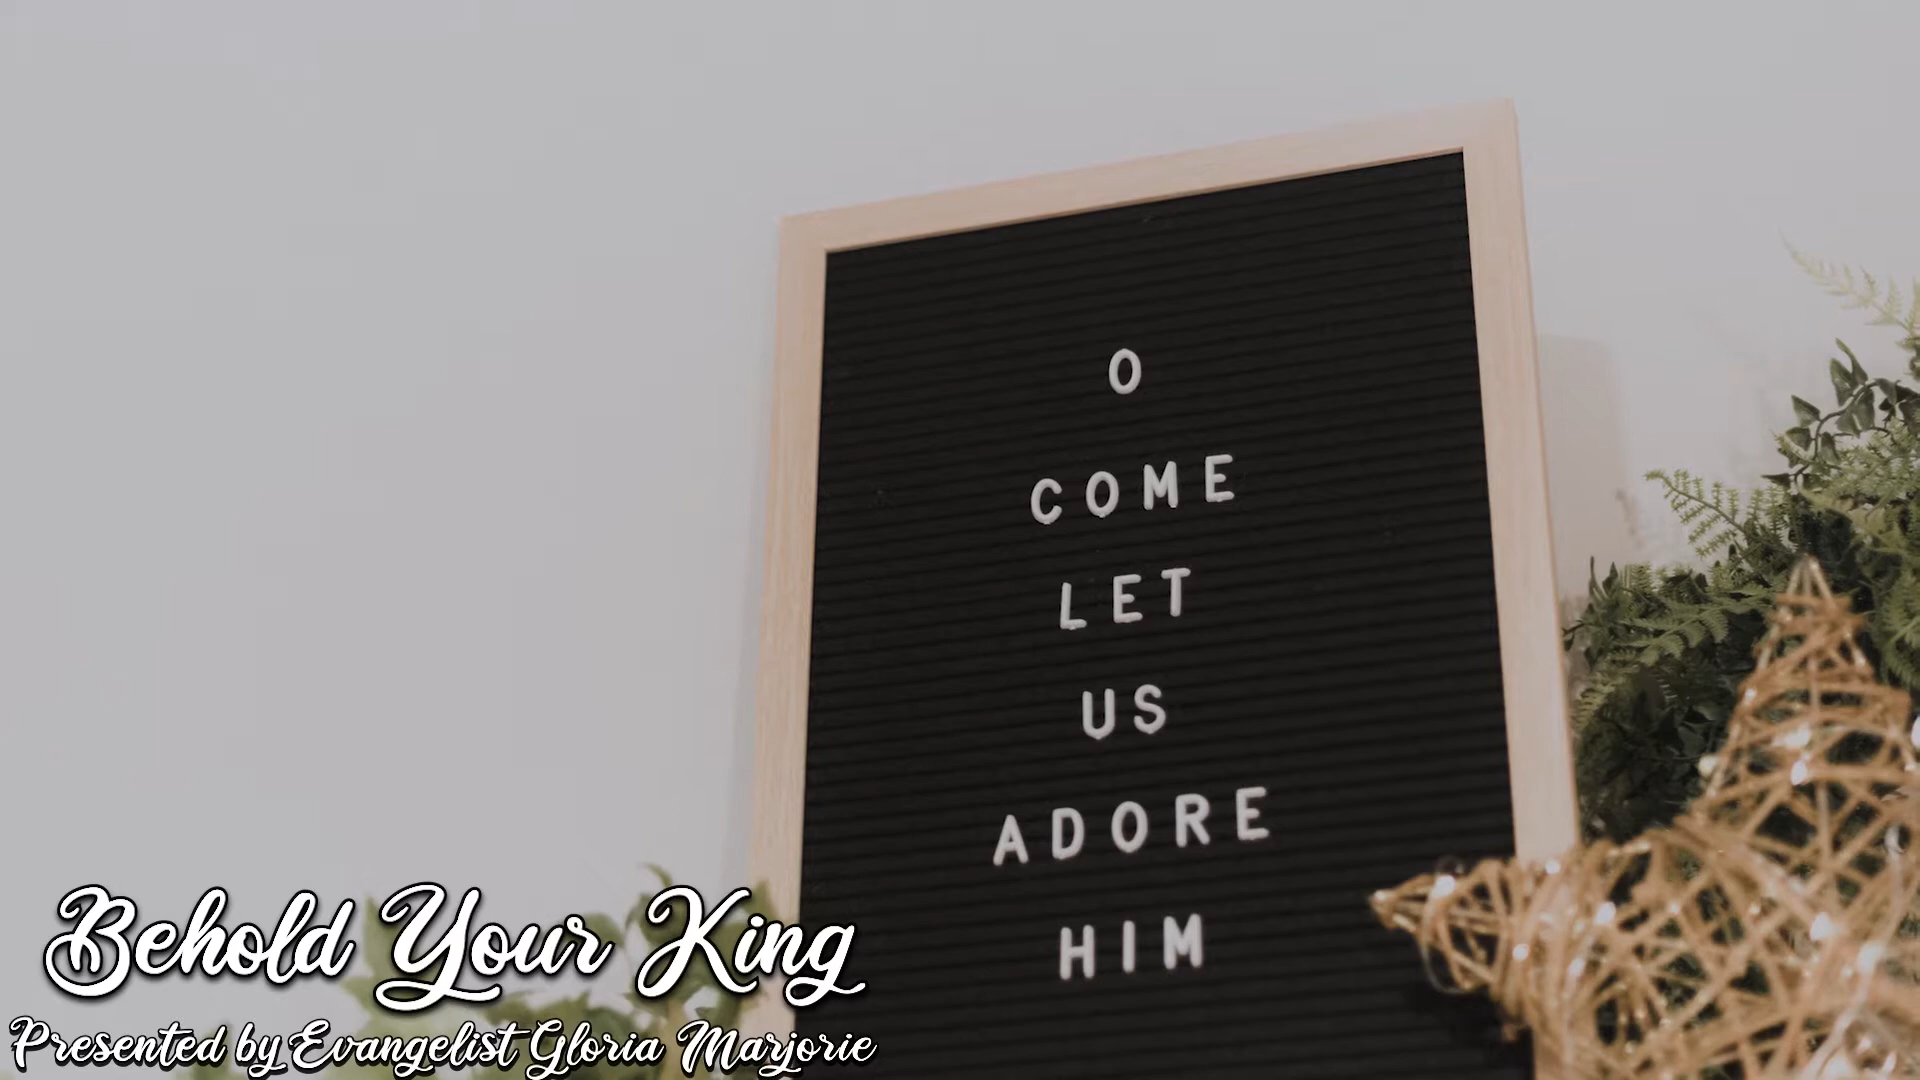 O
COME
LET
US
ADORE
HIM
Behold Your King
Presented by Evangelist Gloria Marjorie